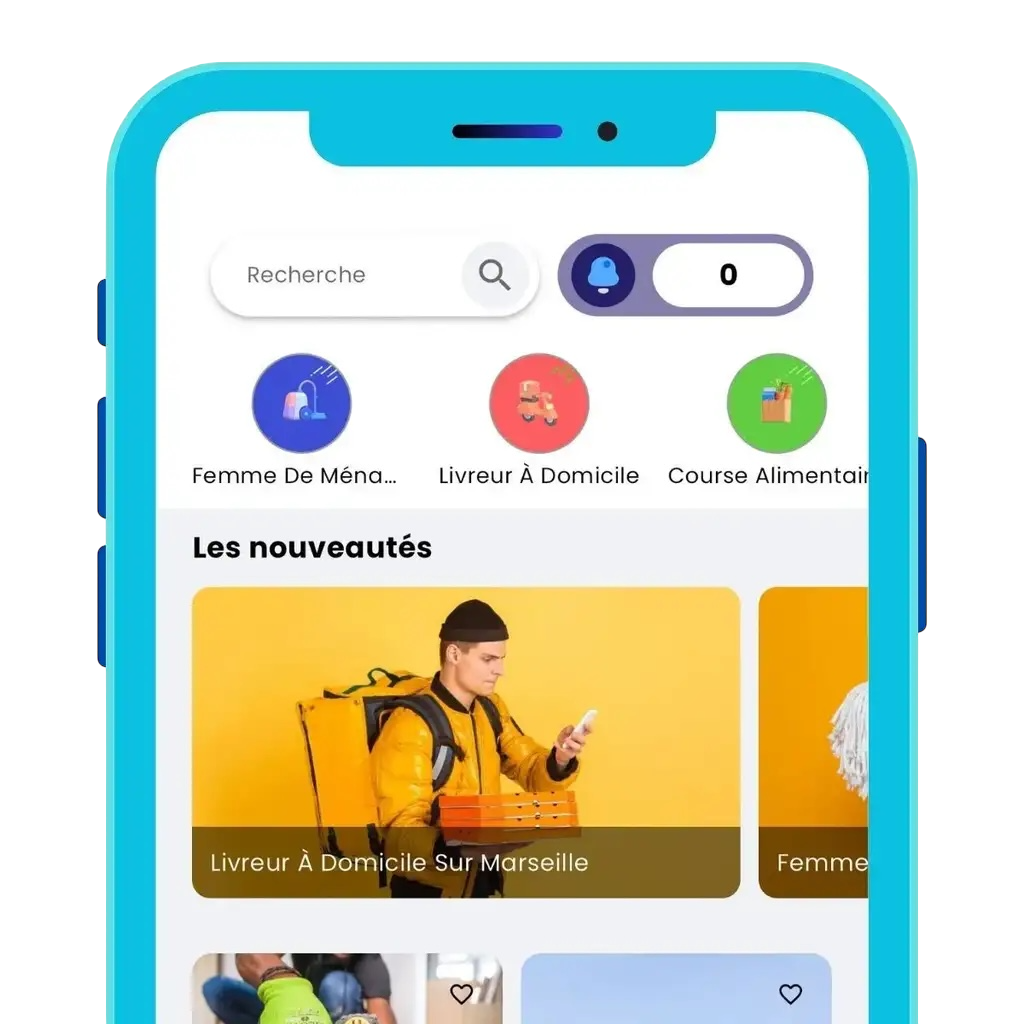 Recherche
0
Femme De Ména...
Livreur À Domicile
Course Alimentair
Les nouveautés
Livreur À Domicile Sur Marseille
Femme